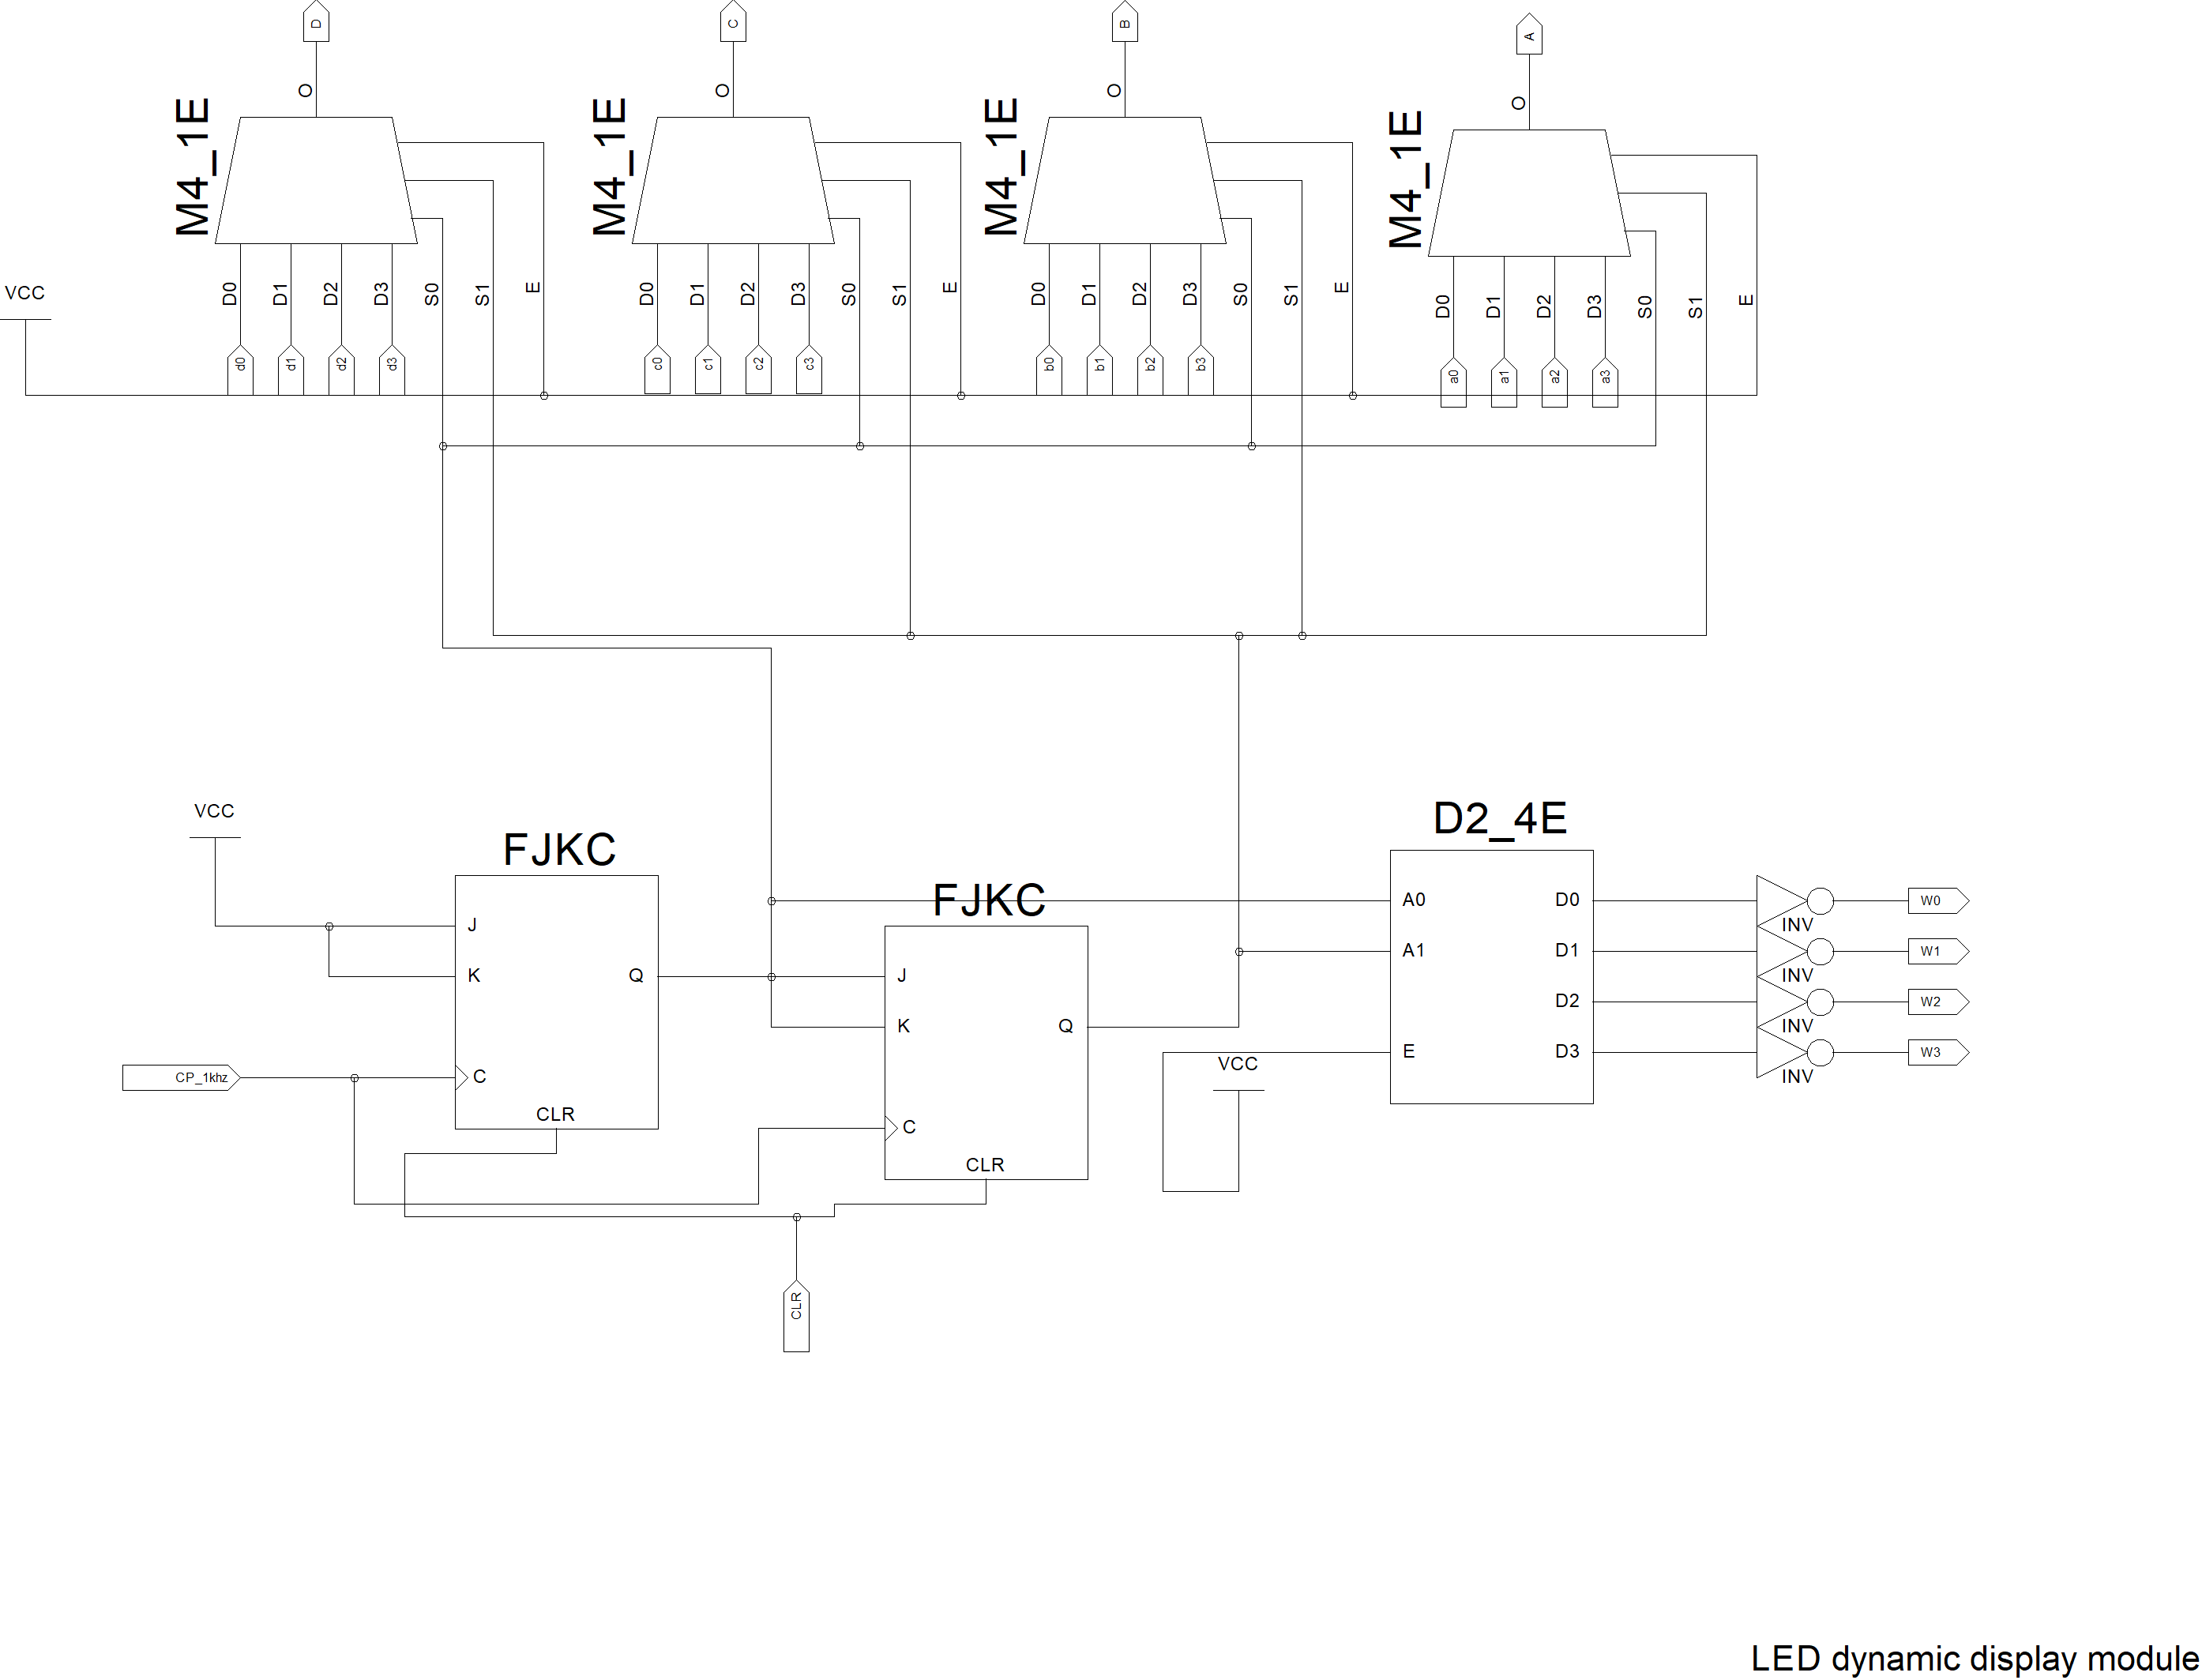 D
C
B
A
O
O
O
O
M4_1E
M4_1E
M4_1E
M4_1E
VCC
D0
D1
D2
D3
S0
S1
E
D0
D1
D2
D3
S0
S1
E
D0
D1
D2
D3
S0
S1
E
D0
D1
D2
D3
S0
S1
E
d0
d1
d2
d3
c0
c1
c2
c3
b0
b1
b2
b3
a0
a1
a2
a3
VCC
FJKC
J
K
Q
C
CLR
CP_1khz
FJKC
J
K
Q
C
CLR
CLR
D2_4E
A0
A1
E
D0
D1
D2
D3
VCC
INV
INV
INV
INV
W0
W1
W2
W3
LED dynamic display module